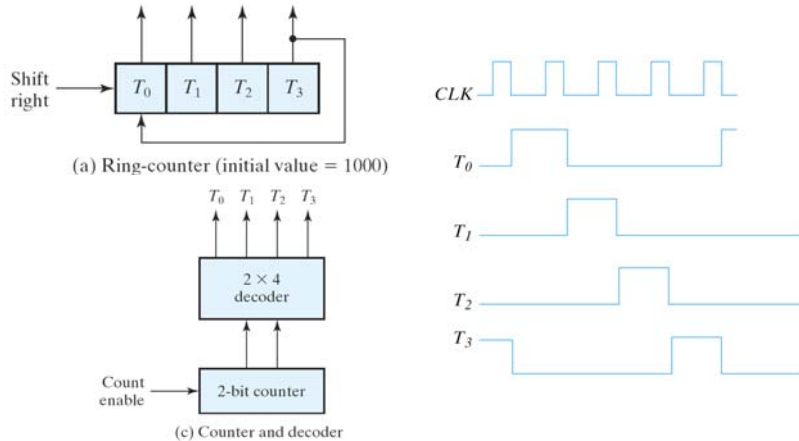 Shift
right
T0 T1 T2 T3
(a) Ring-counter (initial value = 1000)
T0 T1 T2 T3
2 × 4
decoder
Count
enable
2-bit counter
(c) Counter and decoder
CLK
T0
T1
T2
T3